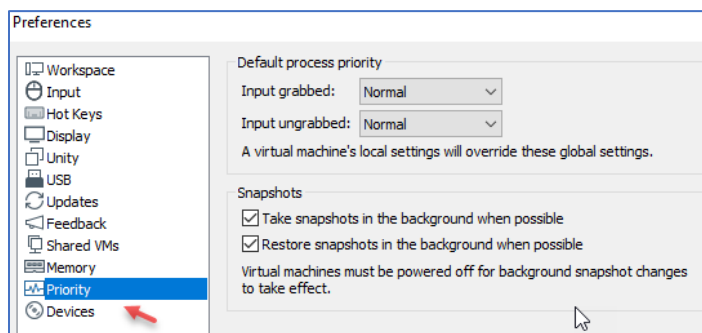 Preferences
Workspace
Input
Hot Keys
Display
Unity
USB
Updates
Feedback
Shared VMs
Memory
Priority
Devices
Default process priority
Input grabbed: Normal
Input ungrabbed: Normal
A virtual machine's local settings will override these global settings.
Snapshots
Take snapshots in the background when possible
Restore snapshots in the background when possible
Virtual machines must be powered off for background snapshot changes
to take effect.